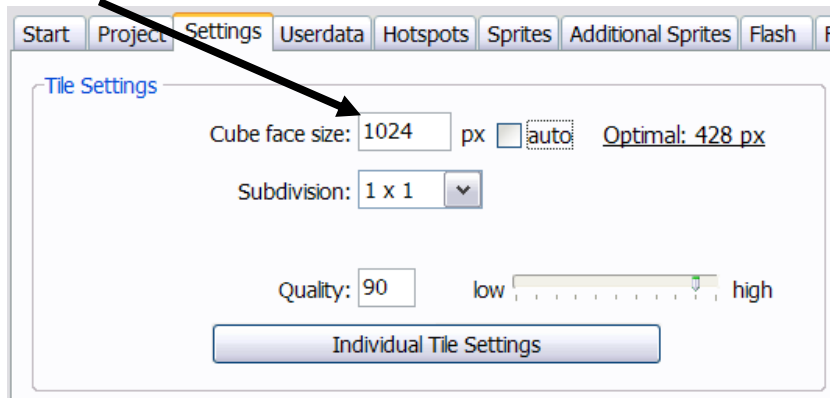 Start Project Settings Userdata Hotspots Sprites Additional Sprites Flash
Tile Settings
Cube face size: 1024 px auto Optimal: 428 px
Subdivision: 1 x 1
Quality: 90 low high
Individual Tile Settings